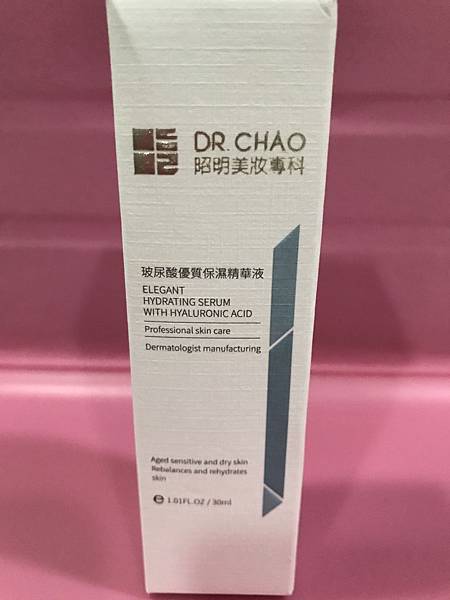 DR. CHAO
昭明美妝專科
玻尿酸優質保濕精華液
ELEGANT
HYDRATING SERUM
WITH HYALURONIC ACID
Professional skin care
Dermatologist manufacturing
Aged sensitive and dry skin
Rebalances and rehydrates
skin
℮ 1.01FL.OZ / 30ml